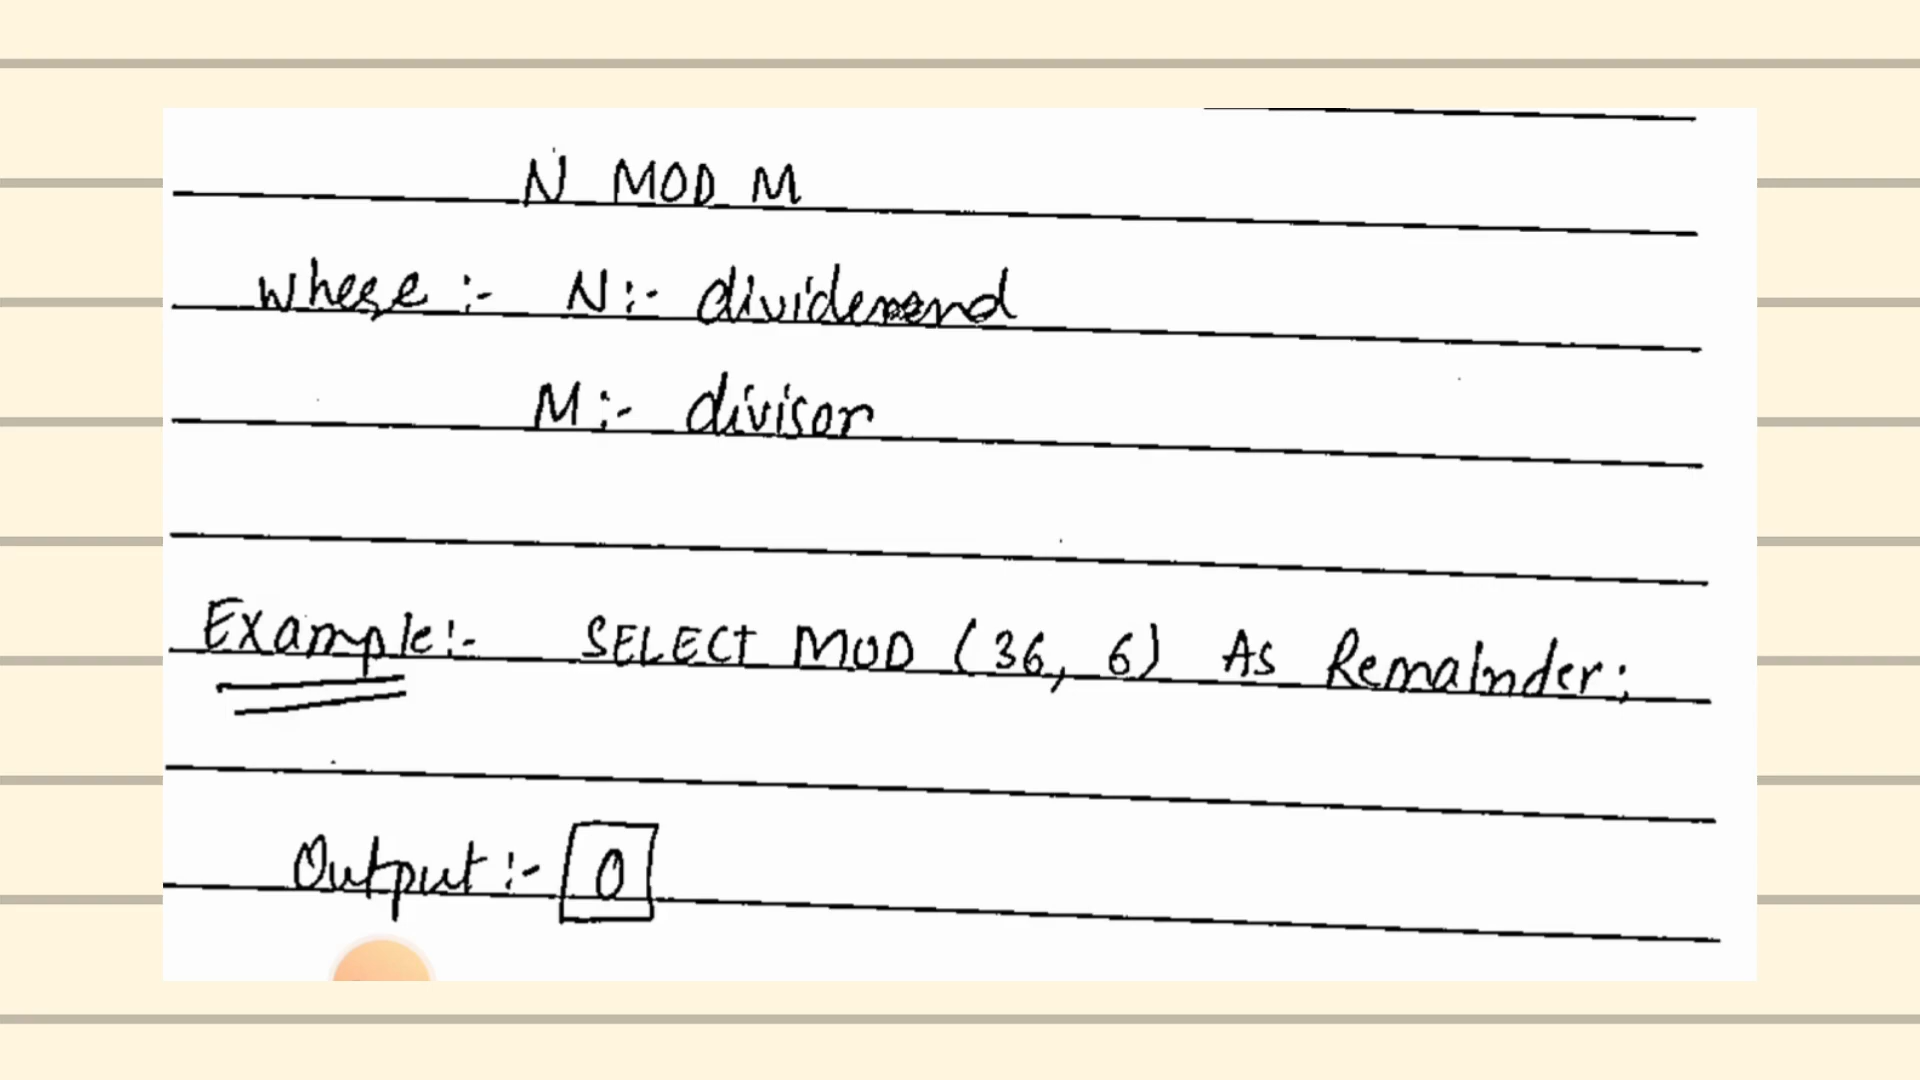 N MOD M
where :- N:- dividend
M:- divisor
Example:- SELECT MOD (36, 6) As Remainder;
Output :- 0